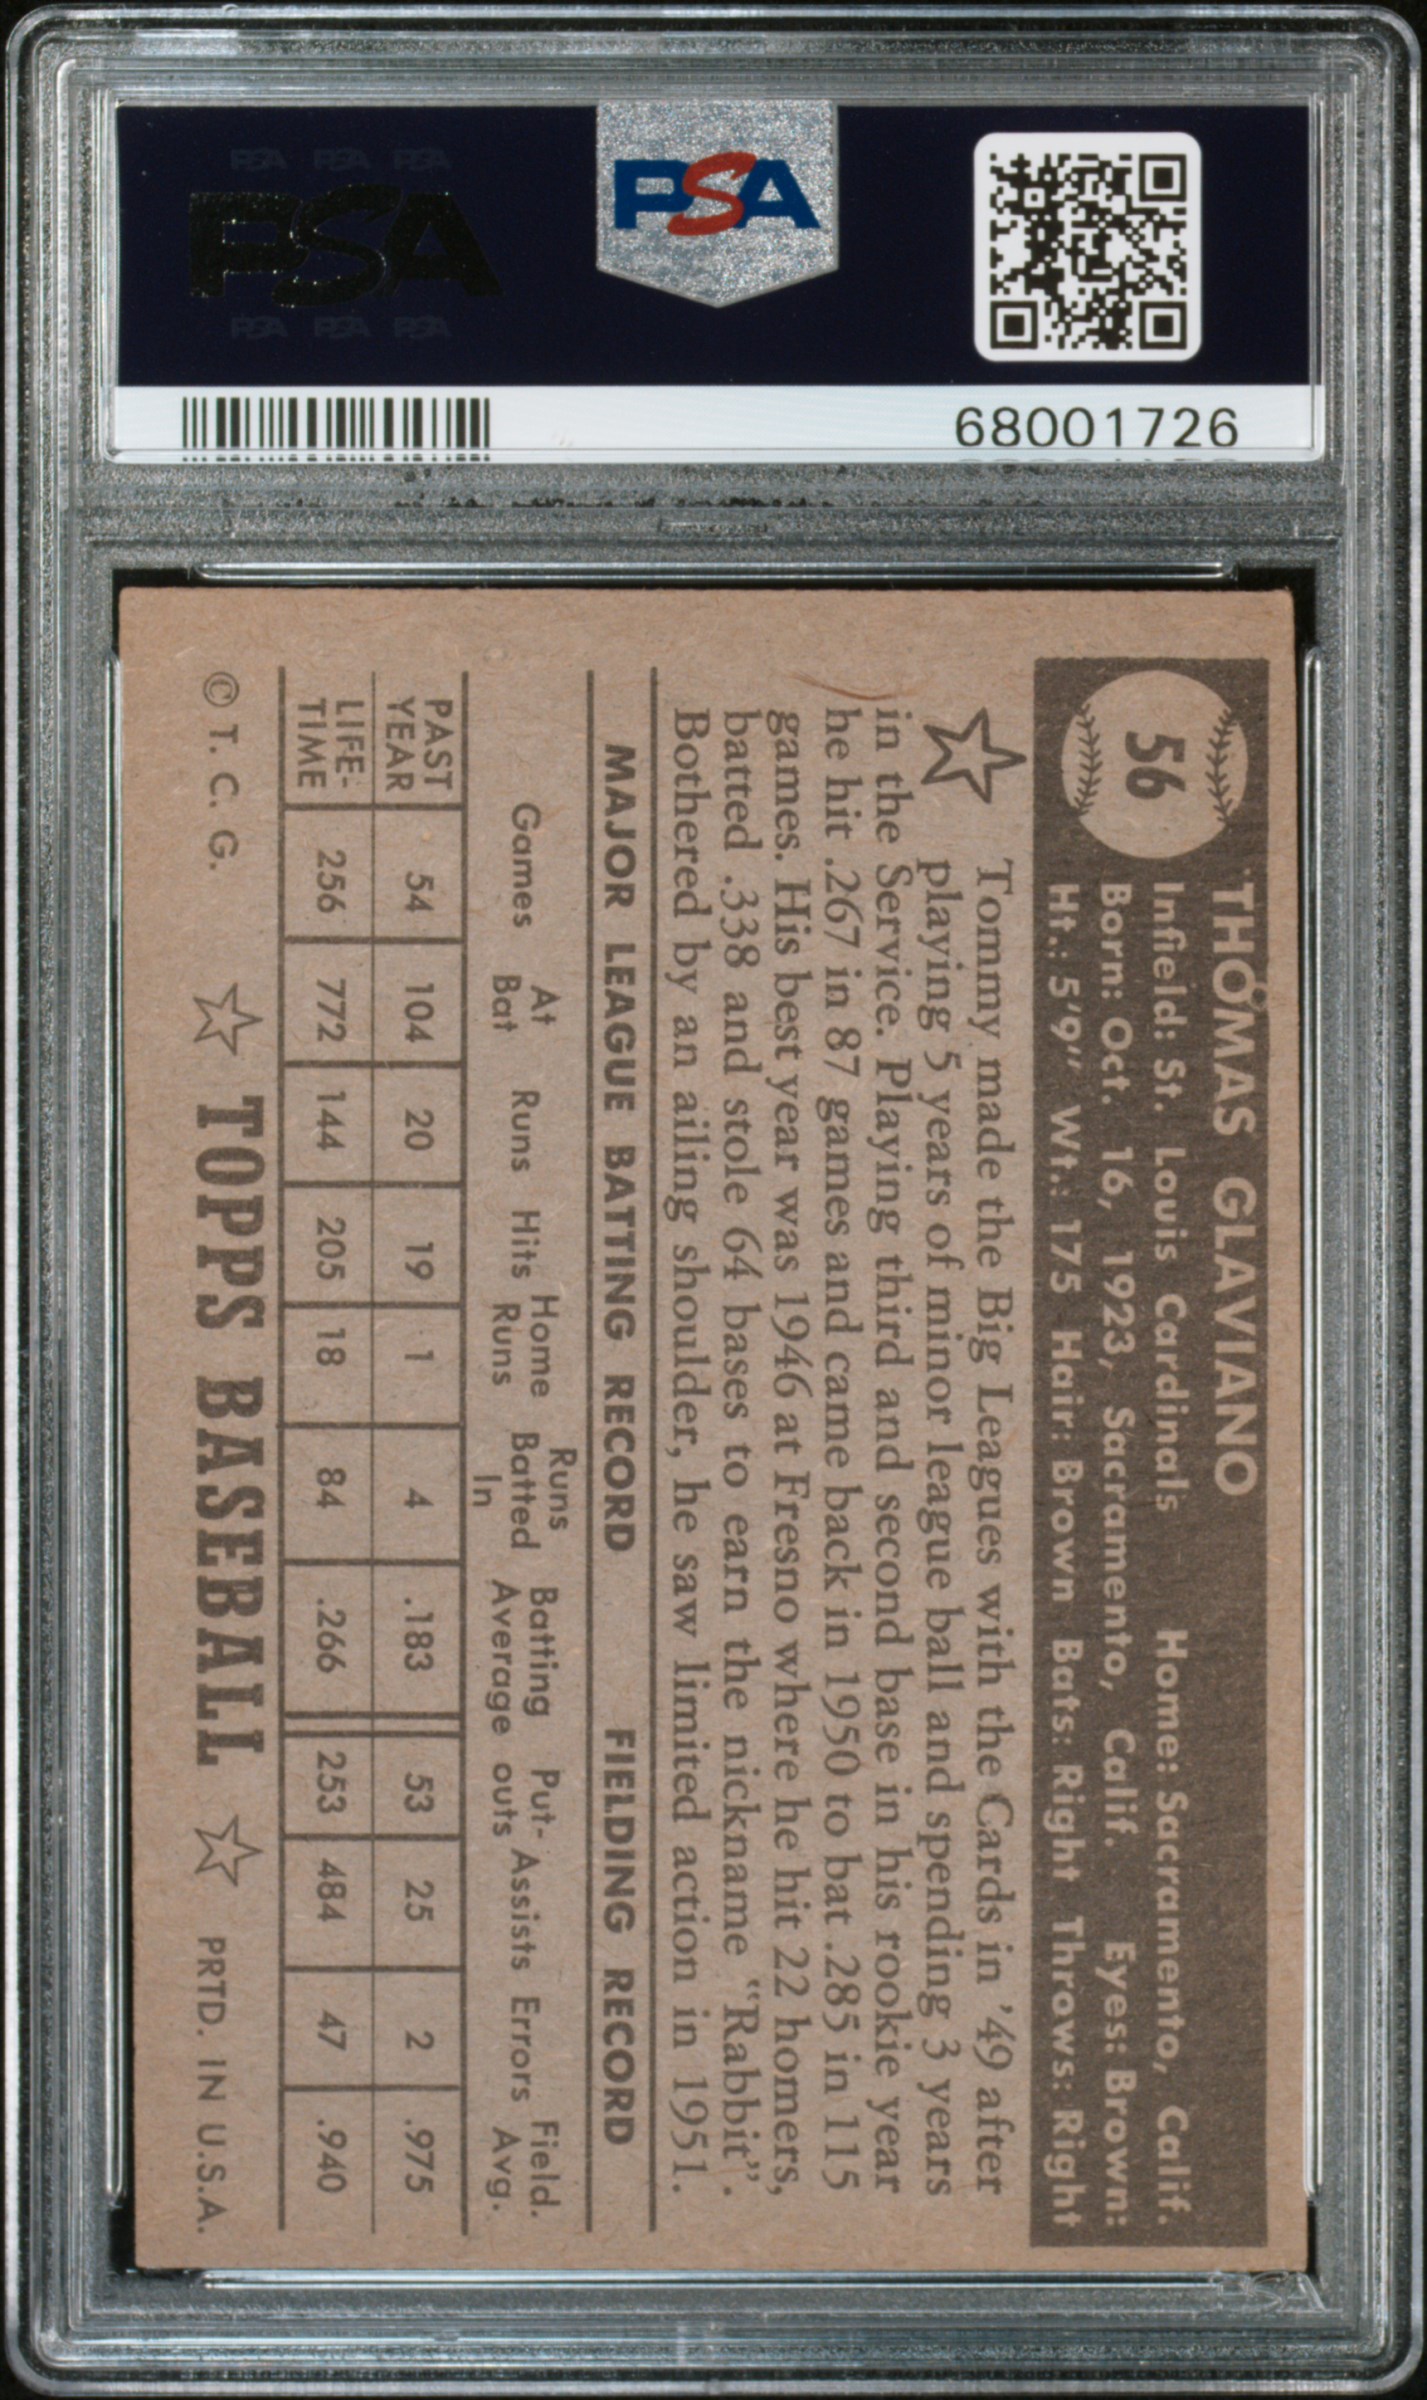 PSA PSA PSA
PSA
PSA PSA PSA
PSA
68001726
56
THOMAS GLAVIANO
Infield: St. Louis Cardinals Home: Sacramento, Calif.
Born: Oct. 16, 1923, Sacramento, Calif. Eyes: Brown:
Ht.: 5'9" Wt.: 175 Hair: Brown Bats: Right Throws: Right
Tommy made the Big Leagues with the Cards in '49 after
playing 5 years of minor league ball and spending 3 years
in the Service. Playing third and second base in his rookie year
he hit .267 in 87 games and came back in 1950 to bat .285 in 115
games. His best year was 1946 at Fresno where he hit 22 homers,
batted .338 and stole 64 bases to earn the nickname "Rabbit".
Bothered by an ailing shoulder, he saw limited action in 1951.
MAJOR LEAGUE BATTING RECORD FIELDING RECORD
Games At Bat Runs Hits Home Runs Runs Batted In Batting Average Put-outs Assists Errors Field. Avg.
PAST YEAR 54 104 20 19 1 4 .183 53 25 2 .975
LIFE-TIME 256 772 144 205 18 84 .266 253 484 47 .940
© T. C. G. TOPPS BASEBALL PRTD. IN U.S.A.
PSA